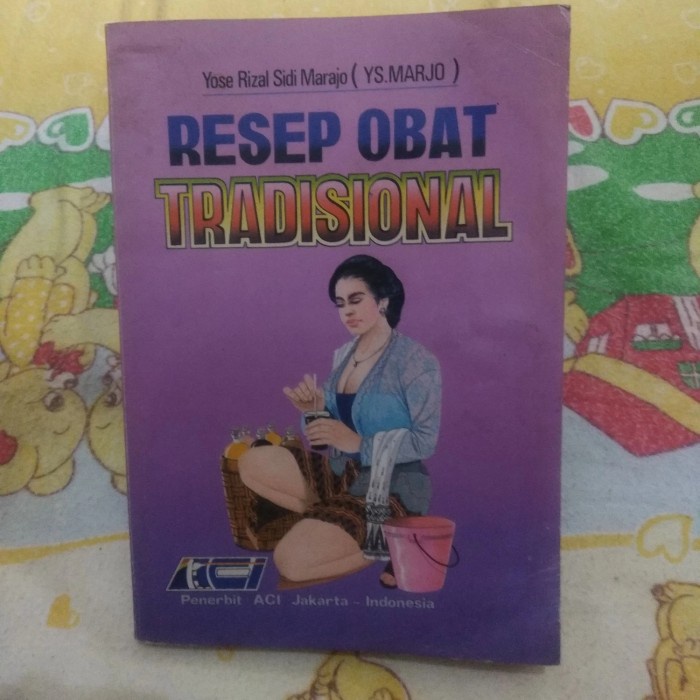 Yose Rizal Sidi Marajo ( YS.MARJO )
RESEP OBAT
TRADISIONAL
ACI
Penerbit ACI Jakarta - Indonesia